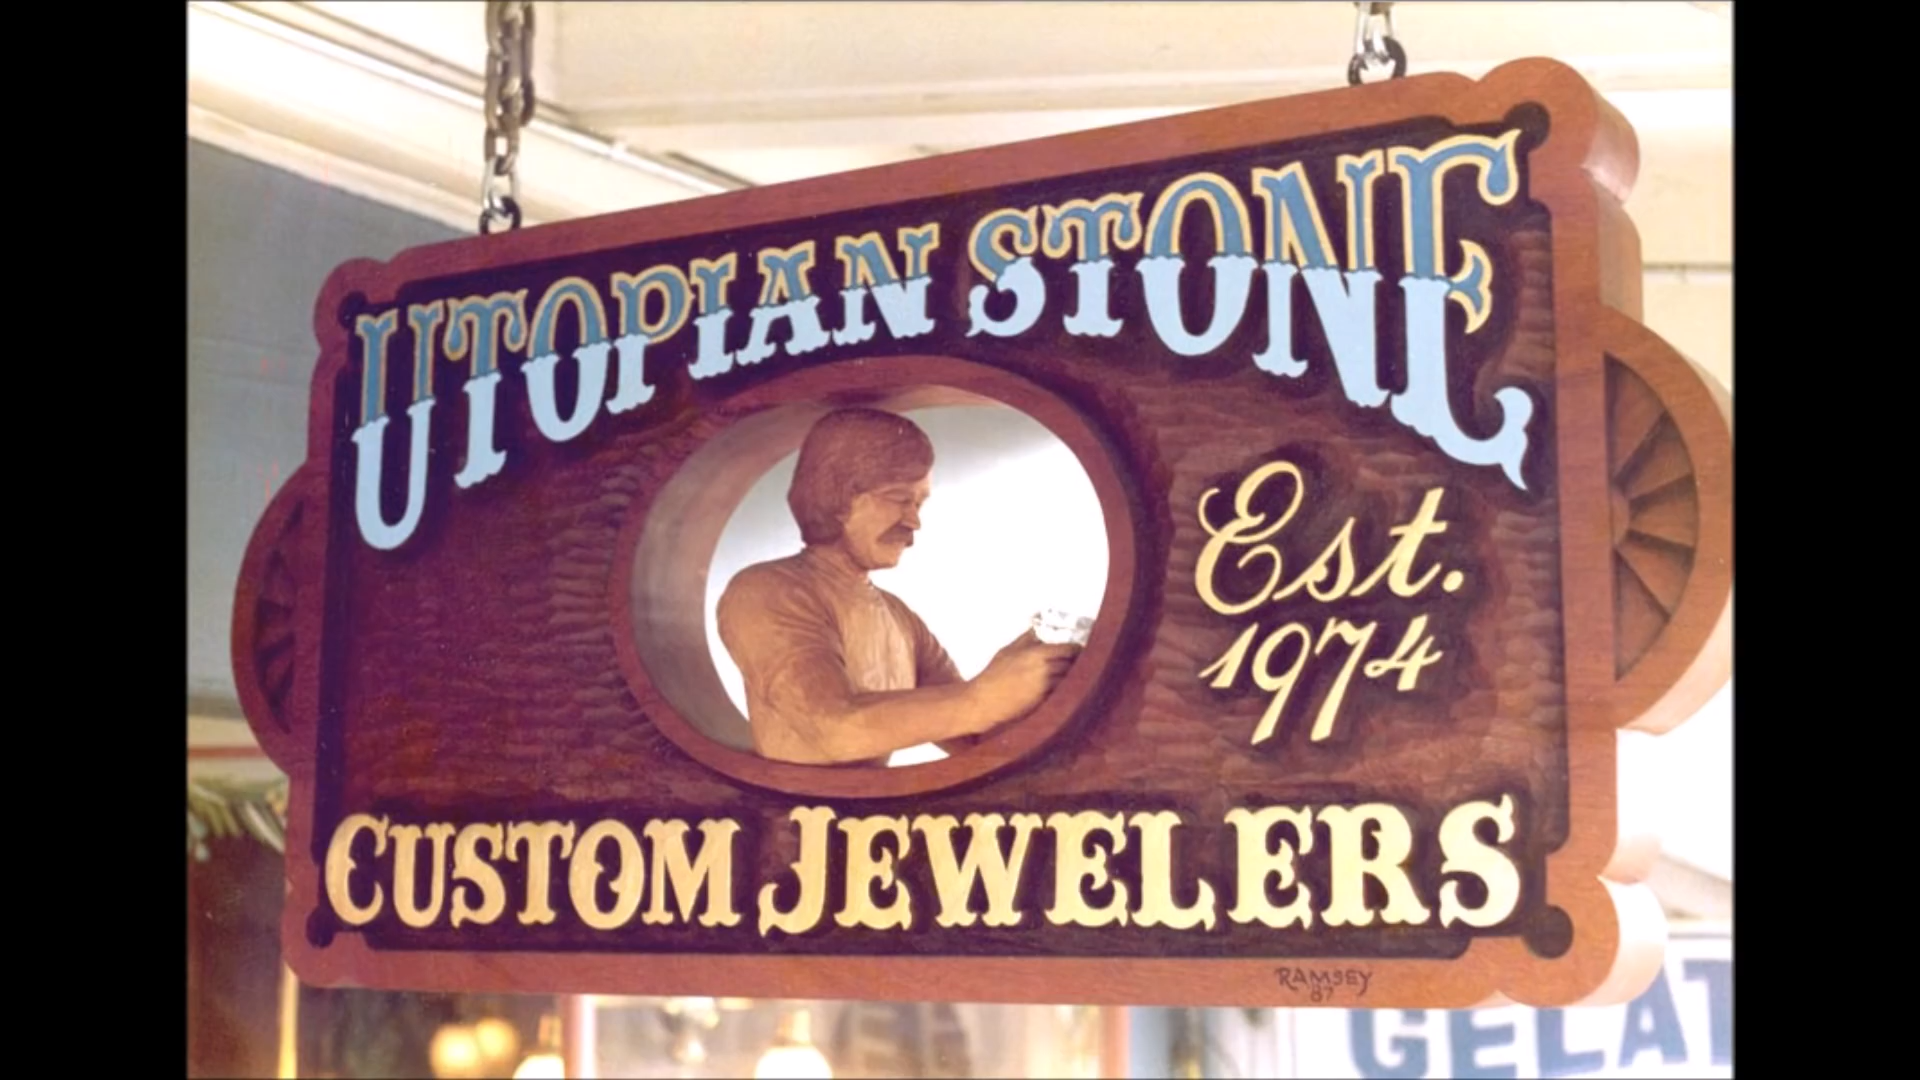 UTOPIAN STONE
Est.
1974
CUSTOM JEWELERS
RAMSEY
87
GELAT